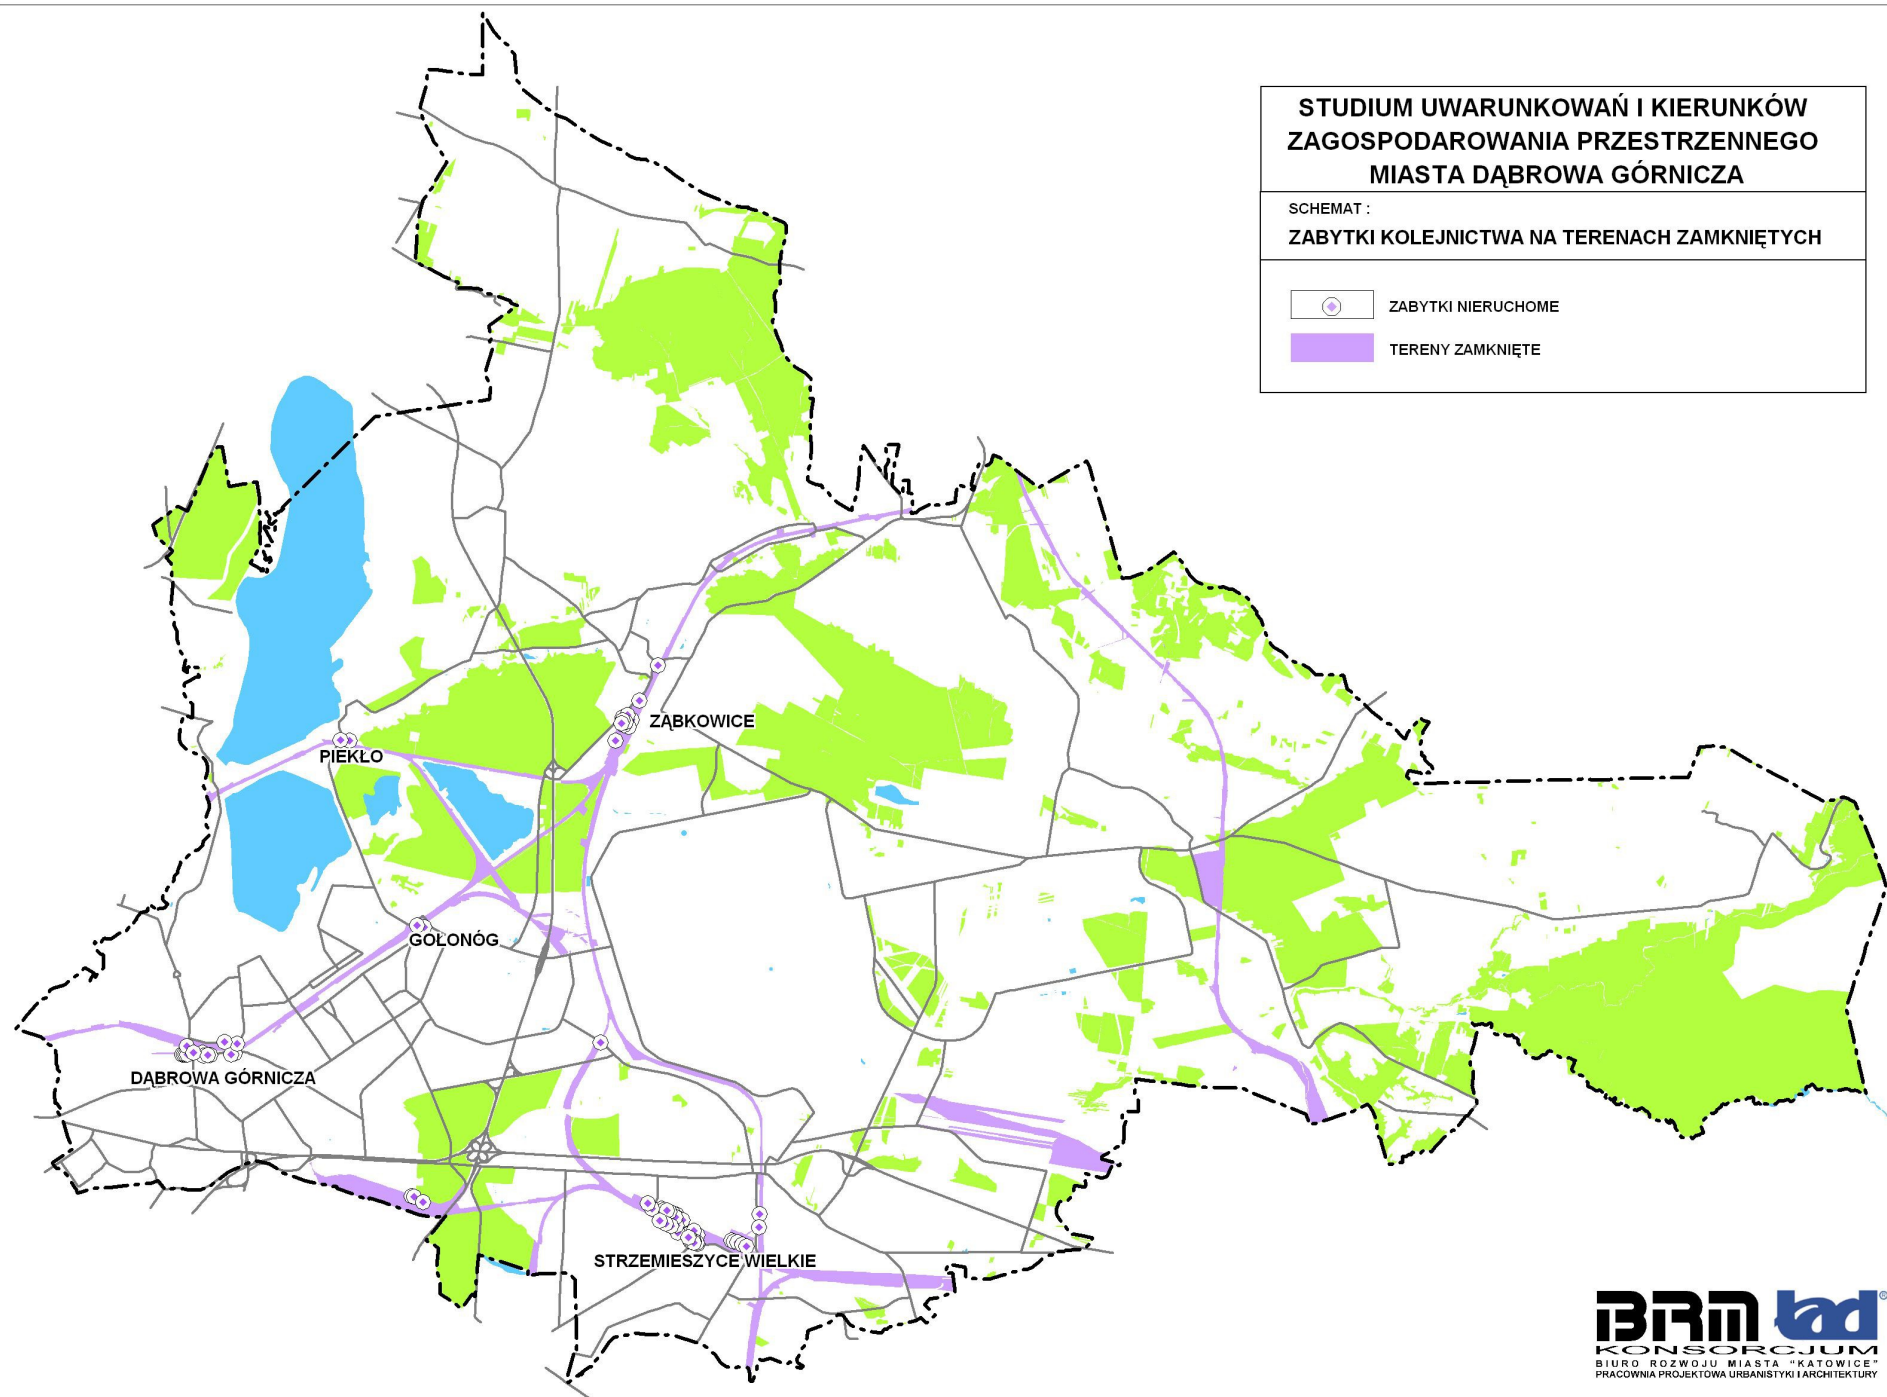 STUDIUM UWARUNKOWAŃ I KIERUNKÓW
ZAGOSPODAROWANIA PRZESTRZENNEGO
MIASTA DĄBROWA GÓRNICZA
SCHEMAT :
ZABYTKI KOLEJNICTWA NA TERENACH ZAMKNIĘTYCH
ZABYTKI NIERUCHOME
TERENY ZAMKNIĘTE
ZĄBKOWICE
PIEKŁO
GOŁONÓG
DĄBROWA GÓRNICZA
STRZEMIESZYCE WIELKIE
BRM ład ®
KONSORCJUM
BIURO ROZWOJU MIASTA "KATOWICE"
PRACOWNIA PROJEKTOWA URBANISTYKI I ARCHITEKTURY